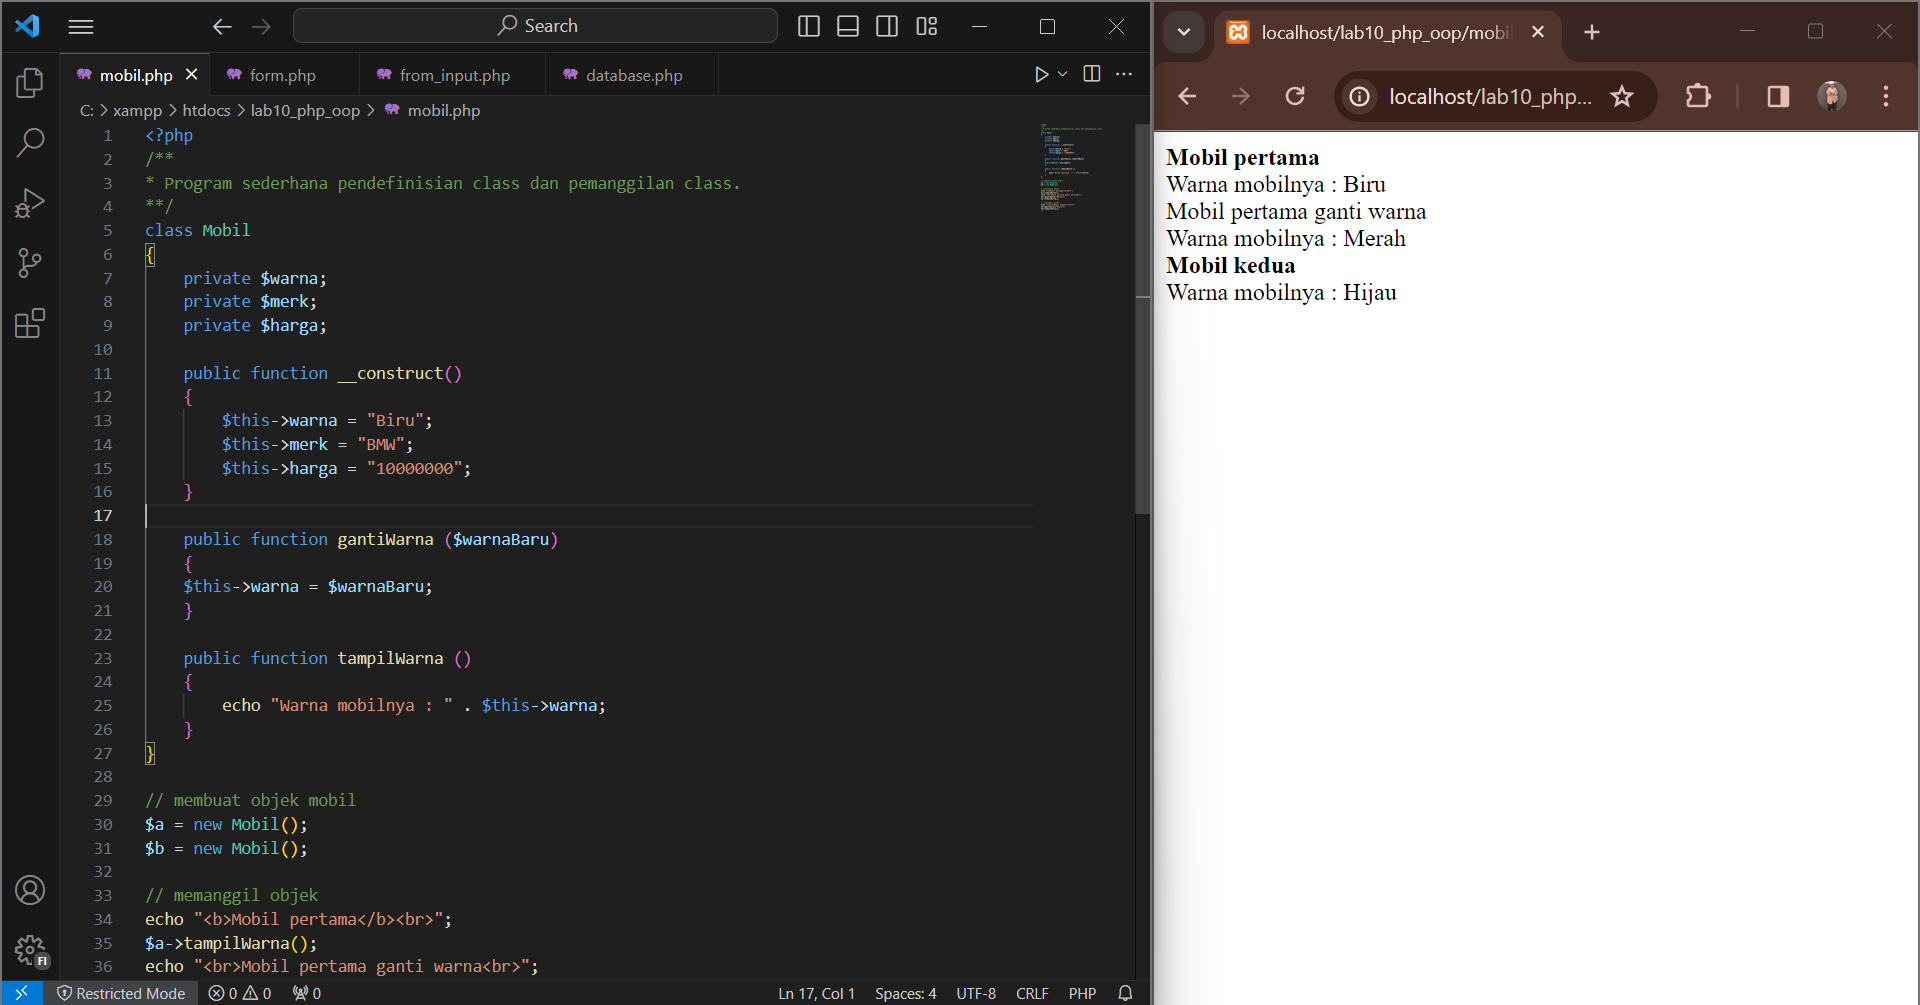 Search
mobil.php
form.php
from_input.php
database.php
C: > xampp > htdocs > lab10_php_oop > mobil.php
1 <?php
2 /**
3 * Program sederhana pendefinisian class dan pemanggilan class.
4 **/
5 class Mobil
6 {
7 private $warna;
8 private $merk;
9 private $harga;
10
11 public function __construct()
12 {
13 $this->warna = "Biru";
14 $this->merk = "BMW";
15 $this->harga = "10000000";
16 }
17
18 public function gantiWarna ($warnaBaru)
19 {
20 $this->warna = $warnaBaru;
21 }
22
23 public function tampilWarna ()
24 {
25 echo "Warna mobilnya : " . $this->warna;
26 }
27 }
28
29 // membuat objek mobil
30 $a = new Mobil();
31 $b = new Mobil();
32
33 // memanggil objek
34 echo "<b>Mobil pertama</b><br>";
35 $a->tampilWarna();
36 echo "<br>Mobil pertama ganti warna<br>";
FI
Restricted Mode 0 0 0 Ln 17, Col 1 Spaces: 4 UTF-8 CRLF PHP
localhost/lab10_php_oop/mobil
localhost/lab10_php...
Mobil pertama
Warna mobilnya : Biru
Mobil pertama ganti warna
Warna mobilnya : Merah
Mobil kedua
Warna mobilnya : Hijau